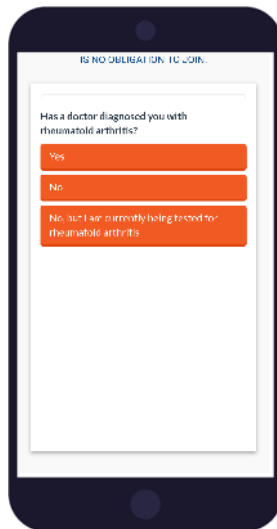 IS NO OBLIGATION TO JOIN.
Has a doctor diagnosed you with
rheumatoid arthritis?
Yes
No
No, but I am currently being tested for
rheumatoid arthritis